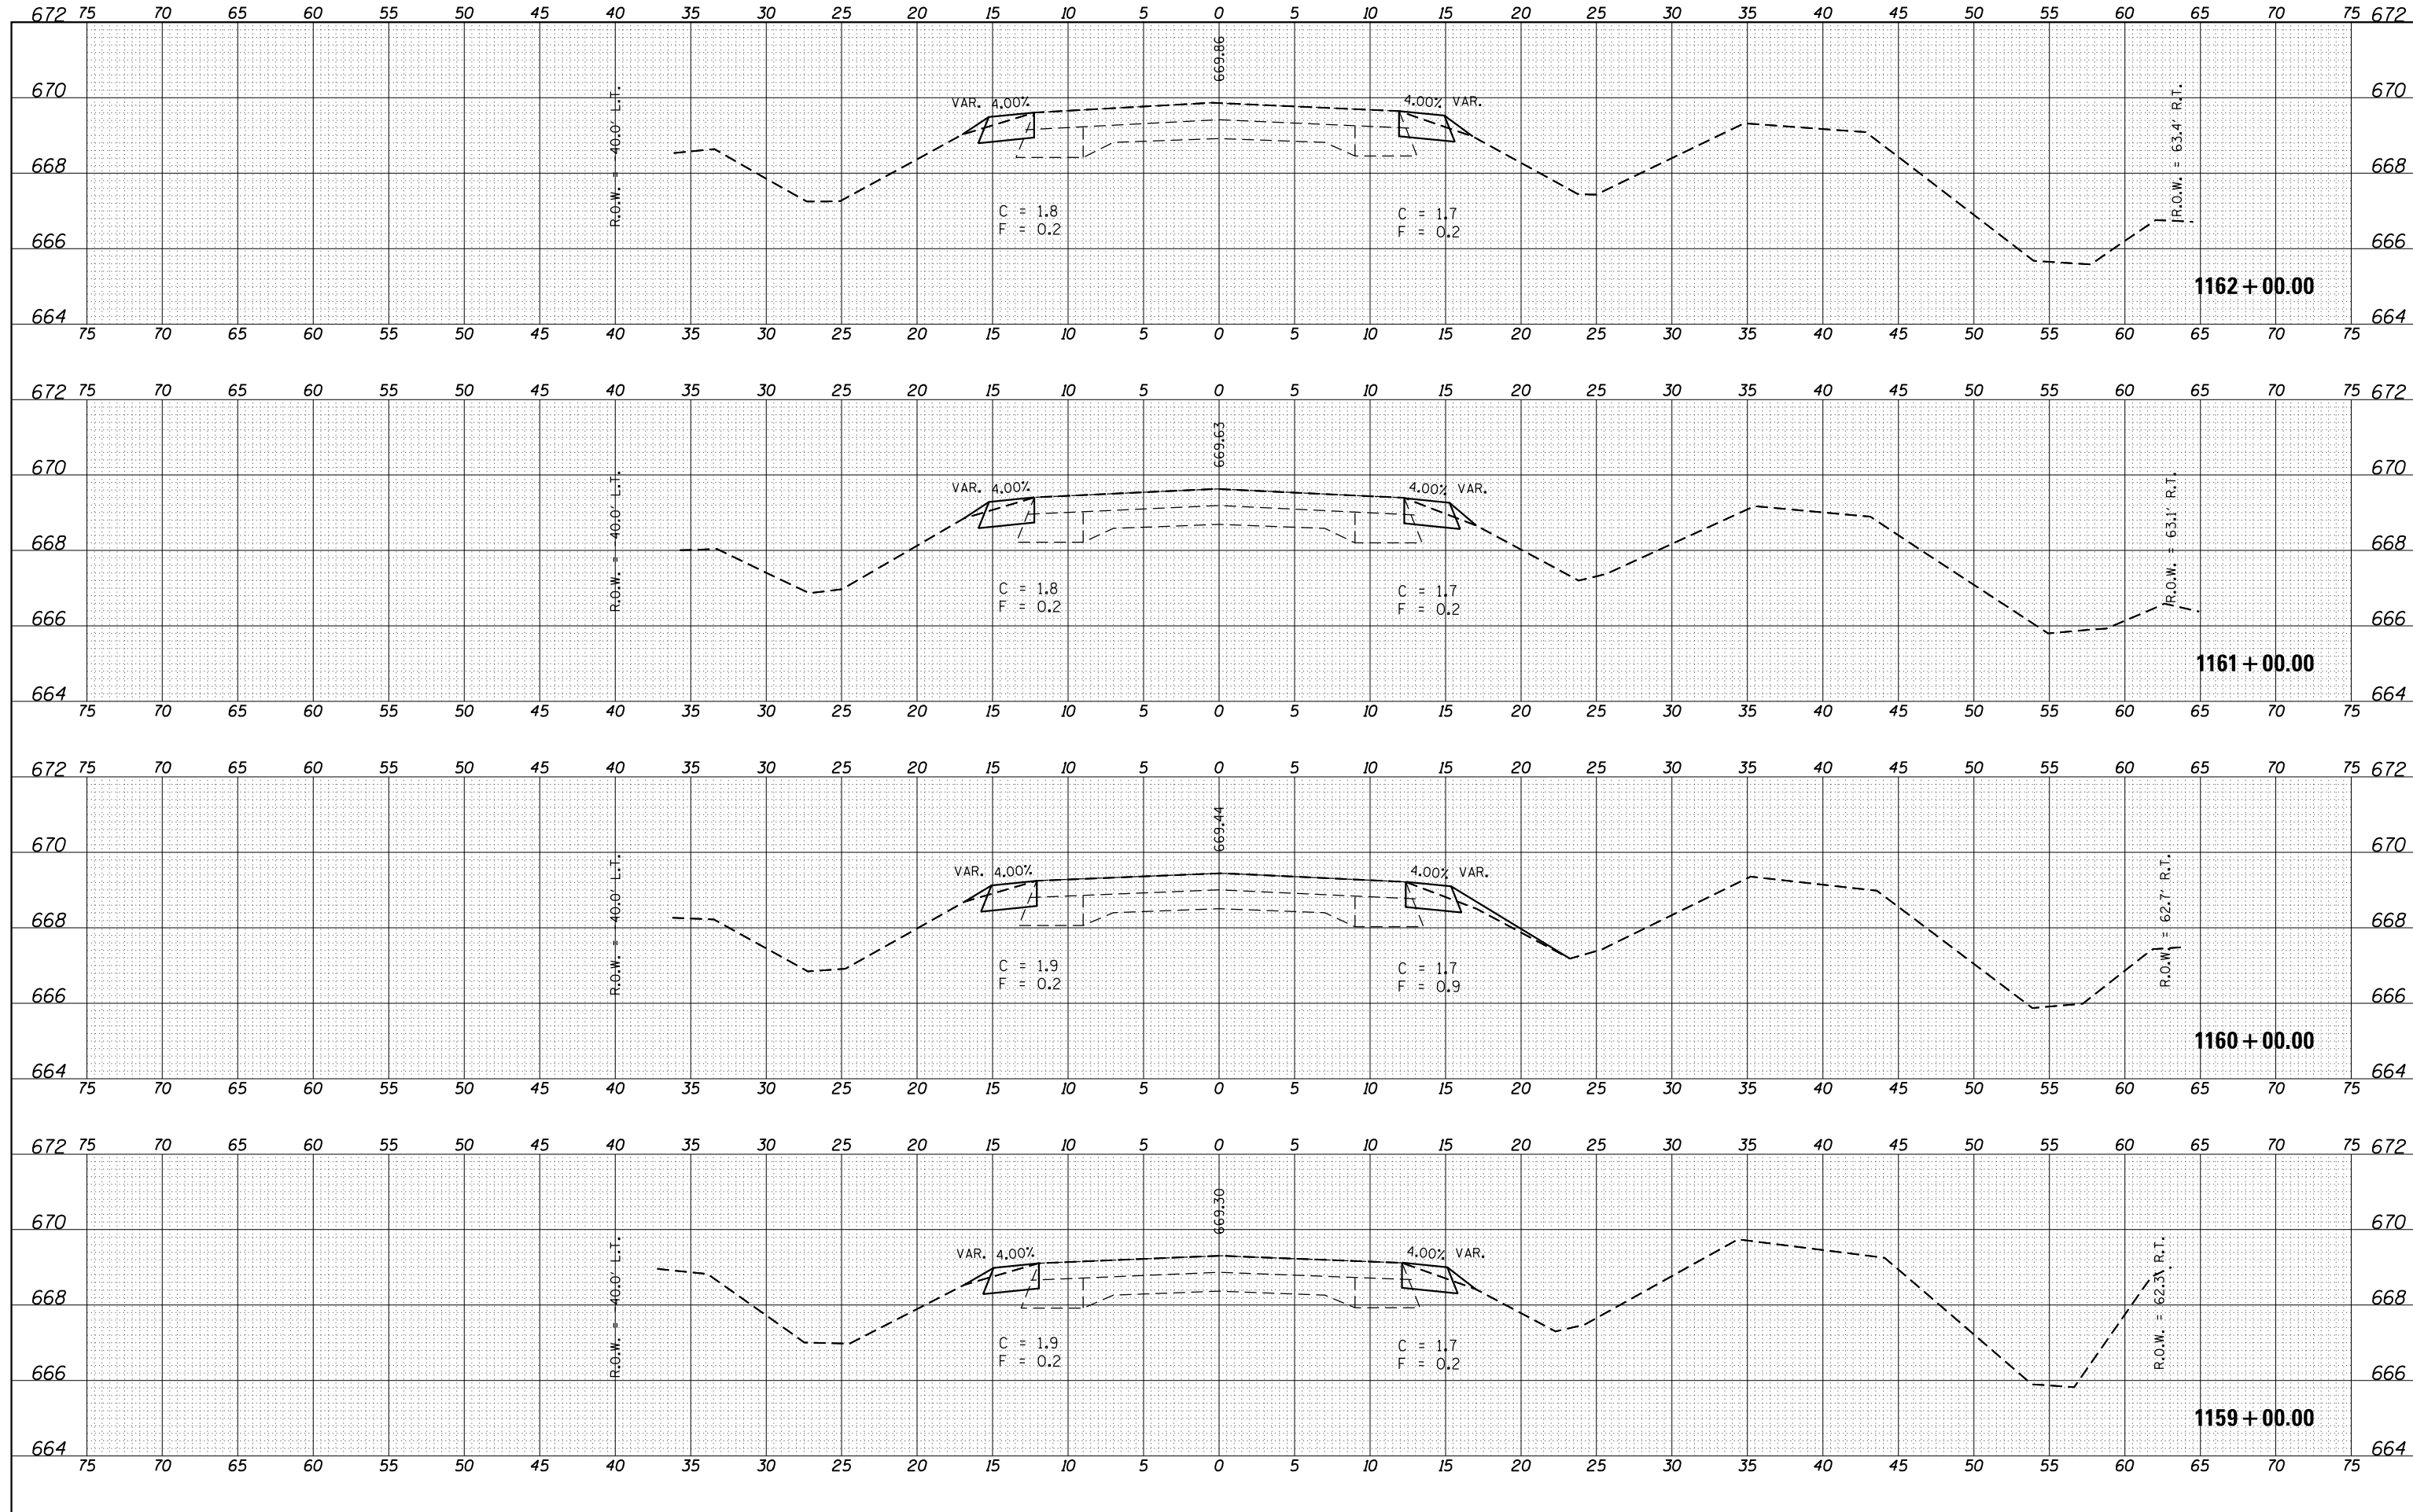 672 75 70 65 60 55 50 45 40 35 30 25 20 15 10 5 0 5 10 15 20 25 30 35 40 45 50 55 60 65 70 75 672
669.86
670 670
R.O.W. = -40.0' L.T.
VAR. 4.00%
4.00% VAR.
R.O.W. = 63.4' R.T.
668 668
C = 1.8
F = 0.2
C = 1.7
F = 0.2
666 666
1162+00.00
664 664
75 70 65 60 55 50 45 40 35 30 25 20 15 10 5 0 5 10 15 20 25 30 35 40 45 50 55 60 65 70 75
672 75 70 65 60 55 50 45 40 35 30 25 20 15 10 5 0 5 10 15 20 25 30 35 40 45 50 55 60 65 70 75 672
669.63
670 670
R.O.W. = -40.0' L.T.
VAR. 4.00%
4.00% VAR.
R.O.W. = 63.1' R.T.
668 668
C = 1.8
F = 0.2
C = 1.7
F = 0.2
666 666
1161+00.00
664 664
75 70 65 60 55 50 45 40 35 30 25 20 15 10 5 0 5 10 15 20 25 30 35 40 45 50 55 60 65 70 75
672 75 70 65 60 55 50 45 40 35 30 25 20 15 10 5 0 5 10 15 20 25 30 35 40 45 50 55 60 65 70 75 672
669.44
670 670
R.O.W. = -40.0' L.T.
VAR. 4.00%
4.00% VAR.
R.O.W. = 62.7' R.T.
668 668
C = 1.9
F = 0.2
C = 1.7
F = 0.9
666 666
1160+00.00
664 664
75 70 65 60 55 50 45 40 35 30 25 20 15 10 5 0 5 10 15 20 25 30 35 40 45 50 55 60 65 70 75
672 75 70 65 60 55 50 45 40 35 30 25 20 15 10 5 0 5 10 15 20 25 30 35 40 45 50 55 60 65 70 75 672
669.30
670 670
R.O.W. = -40.0' L.T.
VAR. 4.00%
4.00% VAR.
R.O.W. = 62.3' R.T.
668 668
C = 1.9
F = 0.2
C = 1.7
F = 0.2
666 666
1159+00.00
664 664
75 70 65 60 55 50 45 40 35 30 25 20 15 10 5 0 5 10 15 20 25 30 35 40 45 50 55 60 65 70 75